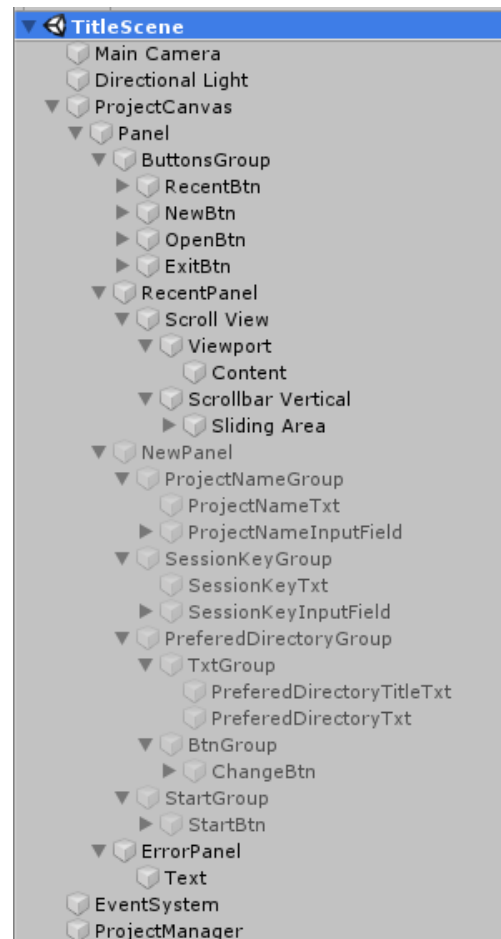 TitleScene
Main Camera
Directional Light
ProjectCanvas
Panel
ButtonsGroup
RecentBtn
NewBtn
OpenBtn
ExitBtn
RecentPanel
Scroll View
Viewport
Content
Scrollbar Vertical
Sliding Area
NewPanel
ProjectNameGroup
ProjectNameTxt
ProjectNameInputField
SessionKeyGroup
SessionKeyTxt
SessionKeyInputField
PreferedDirectoryGroup
TxtGroup
PreferedDirectoryTitleTxt
PreferedDirectoryTxt
BtnGroup
ChangeBtn
StartGroup
StartBtn
ErrorPanel
Text
EventSystem
ProjectManager